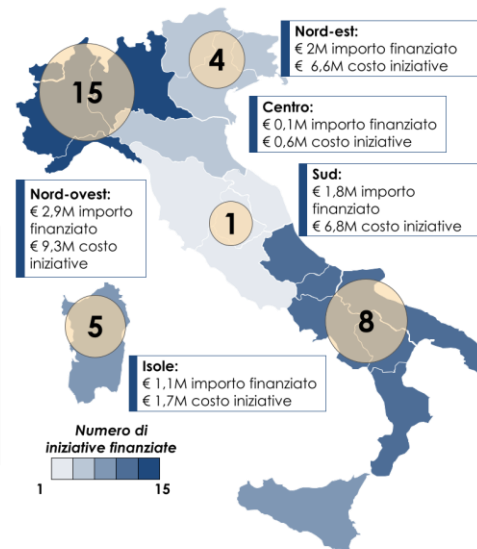 Nord-est:
€ 2M importo finanziato
€ 6,6M costo iniziative
4
15
Centro:
€ 0,1M importo finanziato
€ 0,6M costo iniziative
Sud:
€ 1,8M importo
finanziato
€ 6,8M costo
iniziative
Nord-ovest:
€ 2,9M importo
finanziato
€ 9,3M costo
iniziative
1
5
8
Isole:
€ 1,1M importo finanziato
€ 1,7M costo iniziative
Numero di
iniziative finanziate
1 15